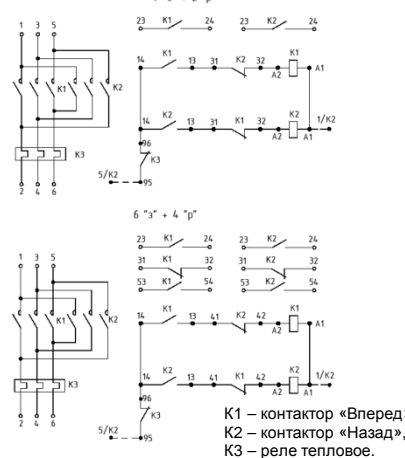 23 K1 24 23 K2 24
1 3 5
14 K1 13 31 K2 32 K1
A2 A1
K1 K2
14 K2 13 31 K1 32 K2 1/K2
A2 A1
96
K3
K3
5/K2 95
2 4 6
6 "з" + 4 "р"
23 K1 24 23 K2 24
31 K1 32 31 K2 32
53 K1 54 53 K2 54
1 3 5
14 K1 13 41 K2 42 K1
A2 A1
K1 K2
14 K2 13 41 K1 42 K2 1/K2
A2 A1
96
K3
K3
5/K2 95
2 4 6
К1 – контактор «Вперед»
К2 – контактор «Назад»,
К3 – реле тепловое.